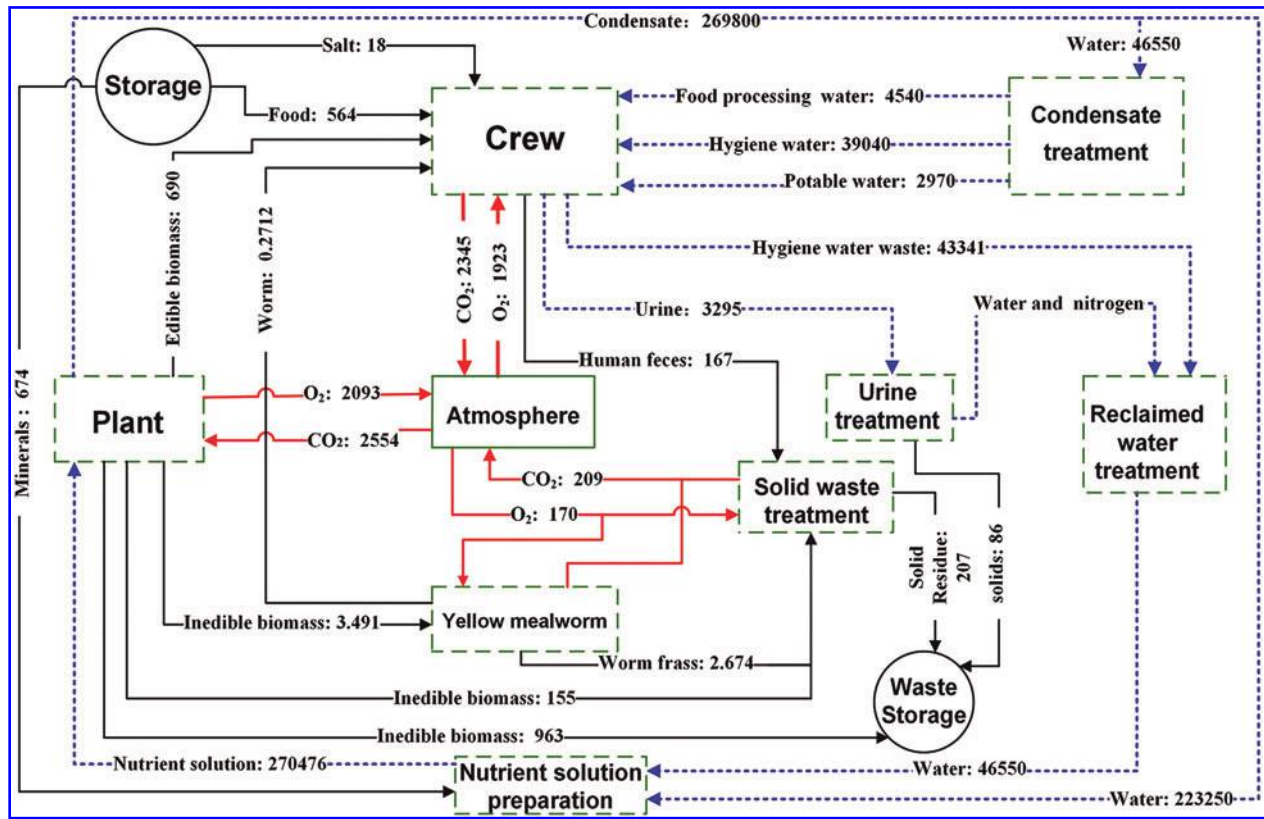 Condensate: 269800
Salt: 18
Water: 46550
Storage
Food processing water: 4540
Food: 564
Crew
Condensate
treatment
Hygiene water: 39040
Potable water: 2970
Edible biomass: 690
Worm: 0.2712
CO₂: 2345
O₂: 1923
Hygiene water waste: 43341
Urine: 3295
Water and nitrogen
Human feces: 167
Minerals : 674
Plant
O₂: 2093
CO₂: 2554
Atmosphere
Urine
treatment
Reclaimed
water
treatment
CO₂: 209
O₂: 170
Solid waste
treatment
Solid
Residue:
207
solids: 86
Inedible biomass: 3.491
Yellow mealworm
Worm frass: 2.674
Inedible biomass: 155
Waste
Storage
Inedible biomass: 963
Nutrient solution: 270476
Nutrient solution
preparation
Water: 46550
Water: 223250